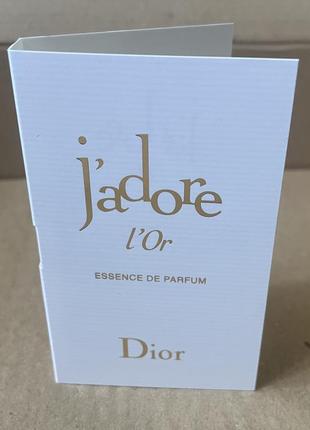 j'adore
l'Or
ESSENCE DE PARFUM
Dior